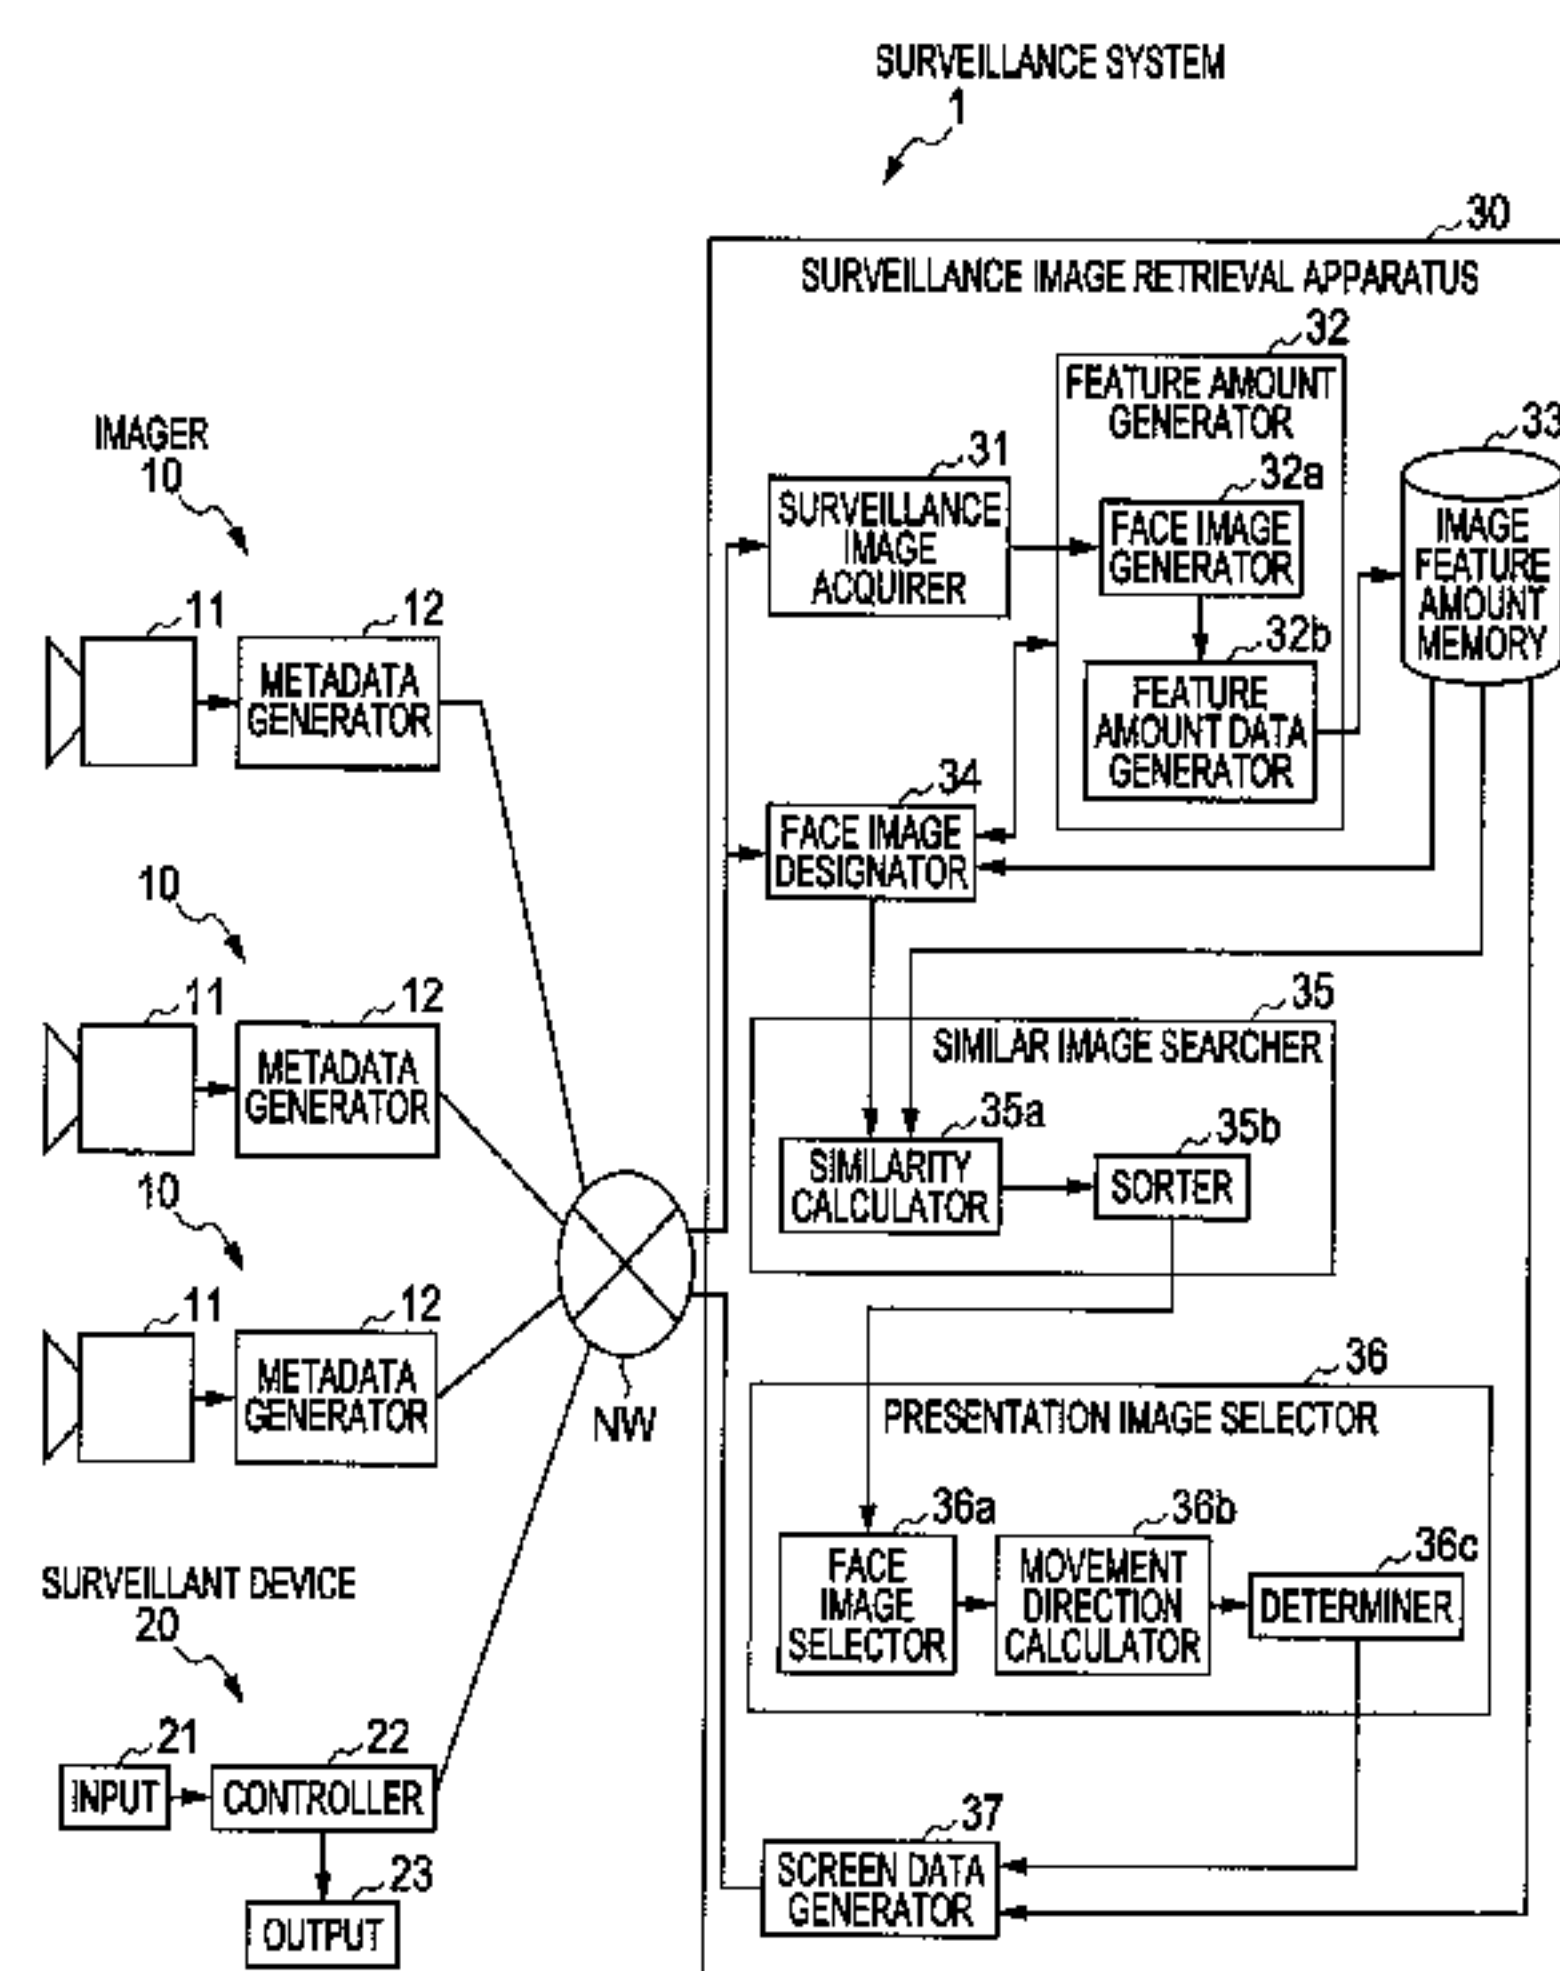 SURVEILLANCE SYSTEM
1
30
SURVEILLANCE IMAGE RETRIEVAL APPARATUS
32
FEATURE AMOUNT
GENERATOR
33
IMAGE
FEATURE
AMOUNT
MEMORY
31
SURVEILLANCE
IMAGE
ACQUIRER
32a
FACE IMAGE
GENERATOR
32b
FEATURE
AMOUNT DATA
GENERATOR
IMAGER
10
11
12
METADATA
GENERATOR
34
FACE IMAGE
DESIGNATOR
10
11
12
METADATA
GENERATOR
35
SIMILAR IMAGE SEARCHER
35a
SIMILARITY
CALCULATOR
35b
SORTER
10
11
12
METADATA
GENERATOR
NW
36
PRESENTATION IMAGE SELECTOR
36a
FACE
IMAGE
SELECTOR
36b
MOVEMENT
DIRECTION
CALCULATOR
36c
DETERMINER
SURVEILLANT DEVICE
20
21
INPUT
22
CONTROLLER
23
OUTPUT
37
SCREEN DATA
GENERATOR